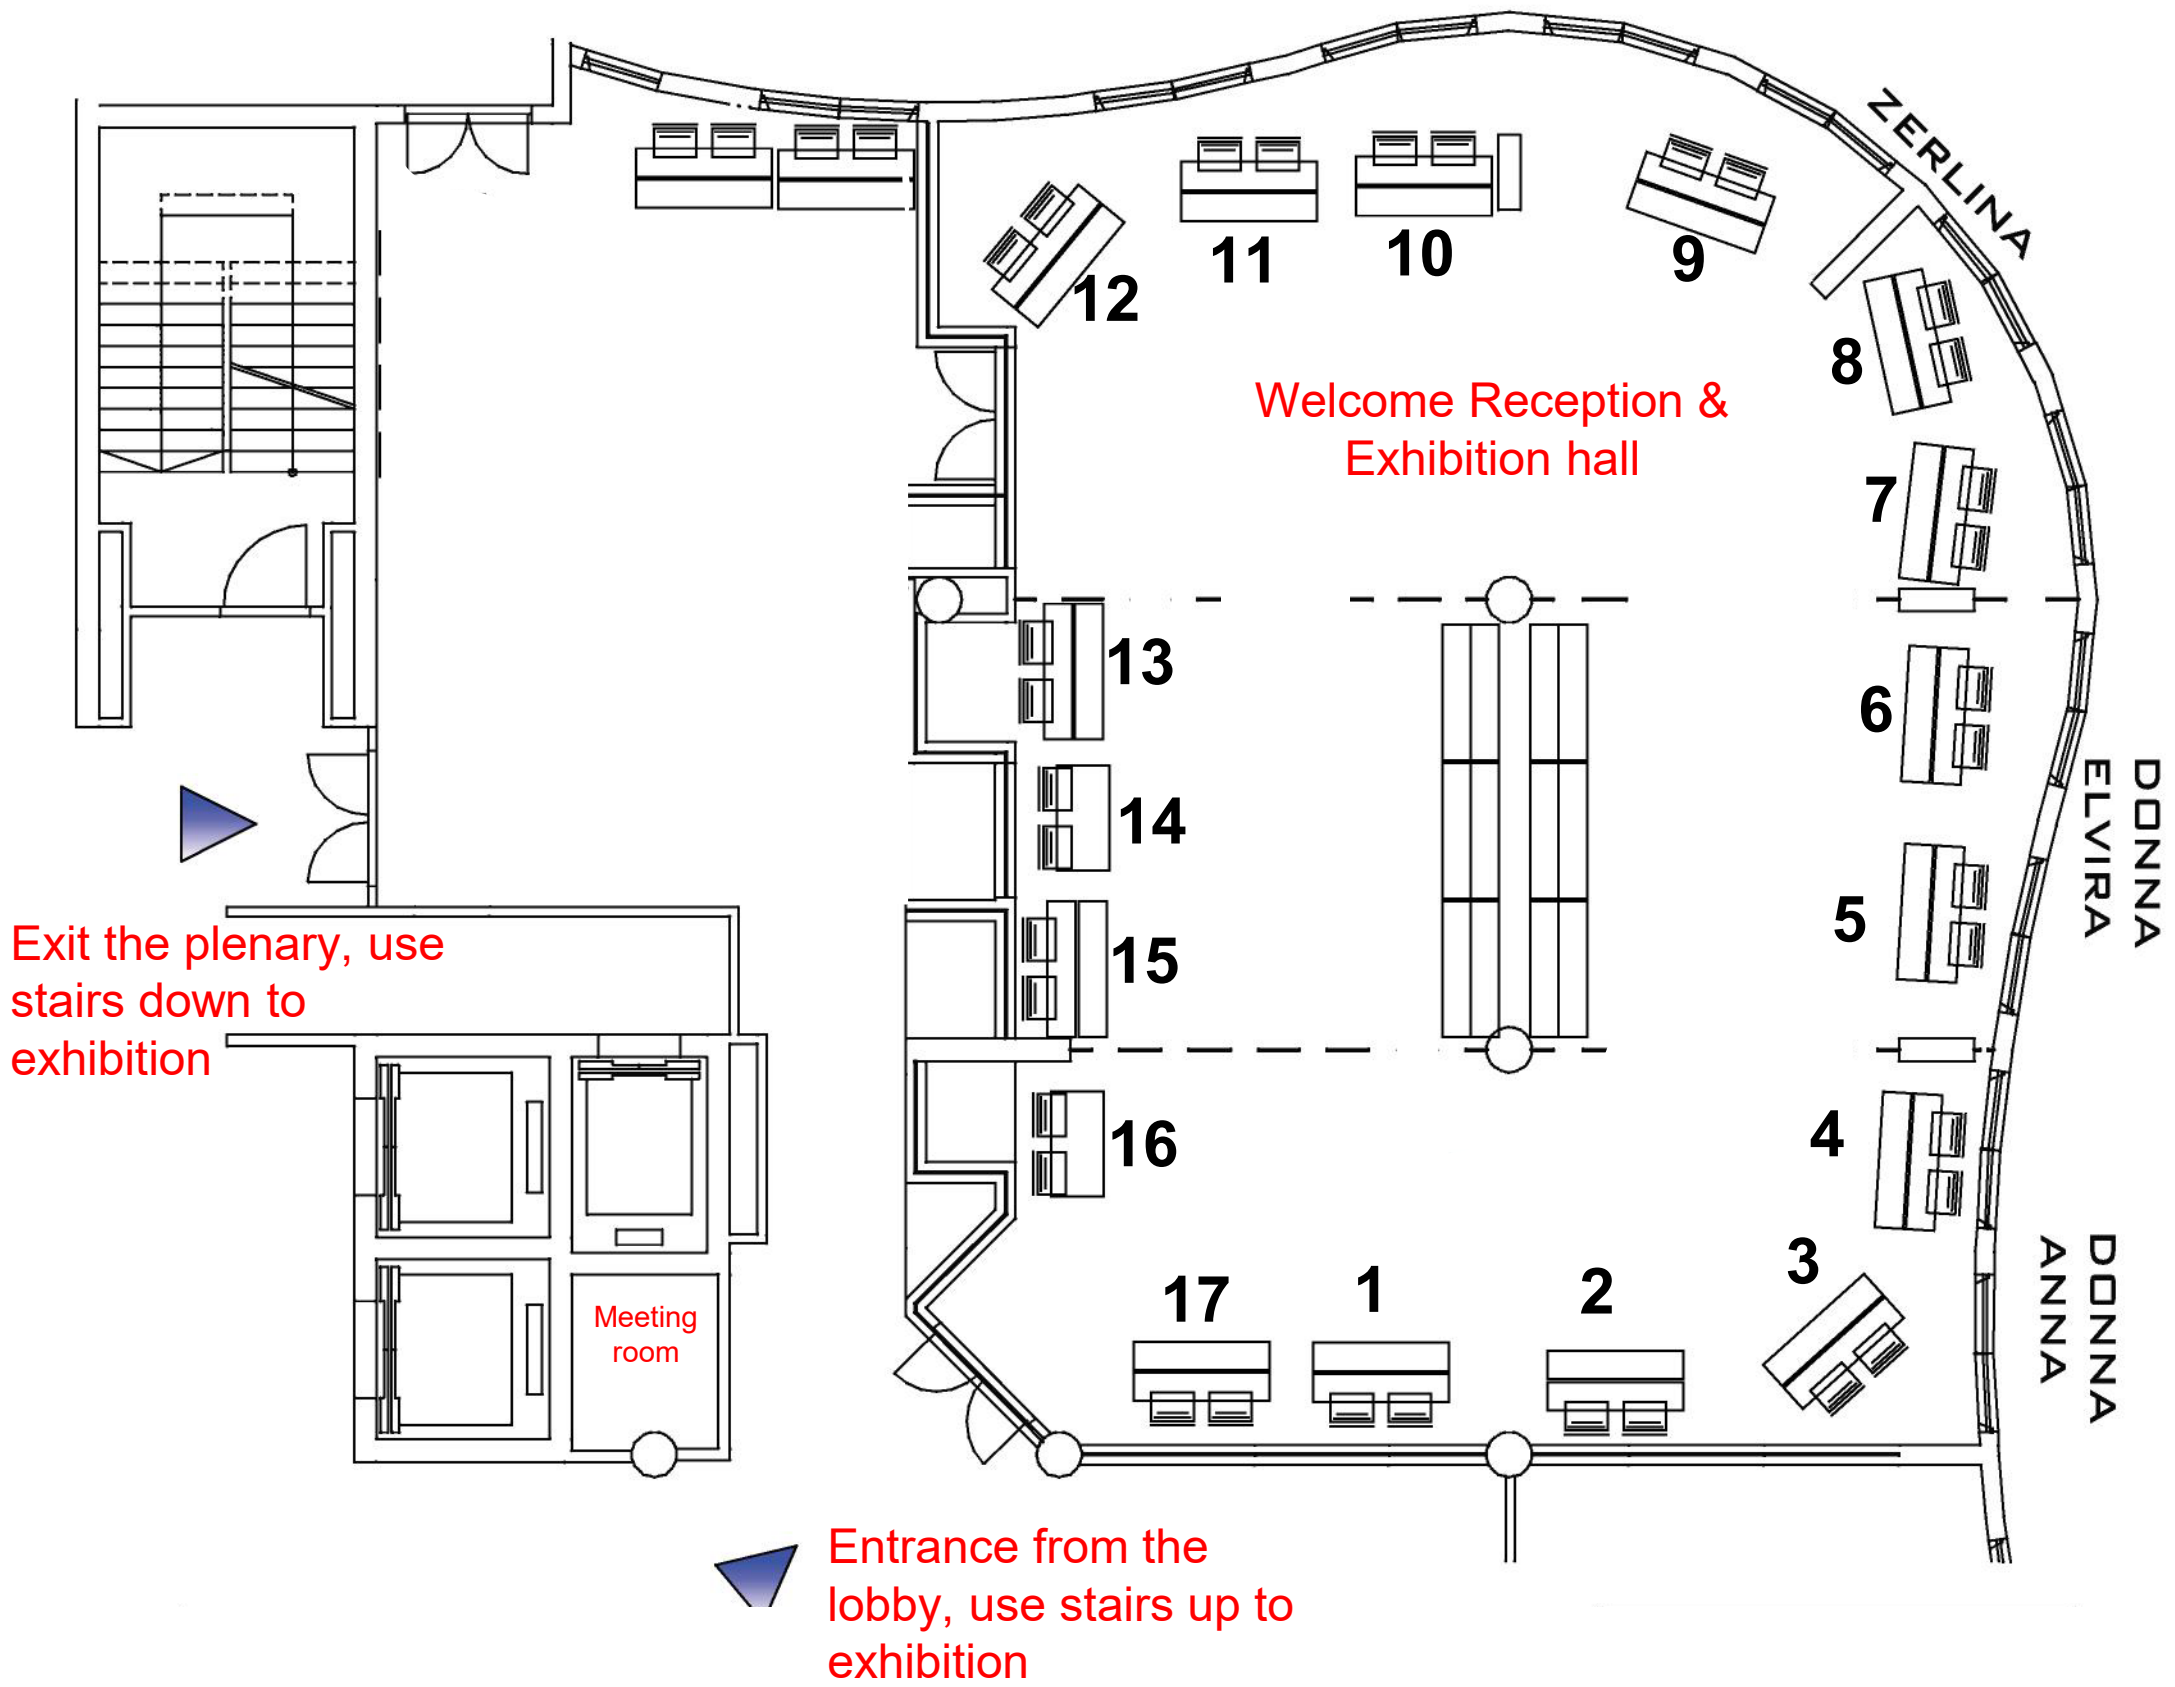 ZERLINA
11
10
9
12
8
Welcome Reception &
Exhibition hall
7
13
6
14
DONNA
ELVIRA
5
15
Exit the plenary, use
stairs down to
exhibition
4
16
DONNA
ANNA
3
17
1
2
Meeting
room
Entrance from the
lobby, use stairs up to
exhibition